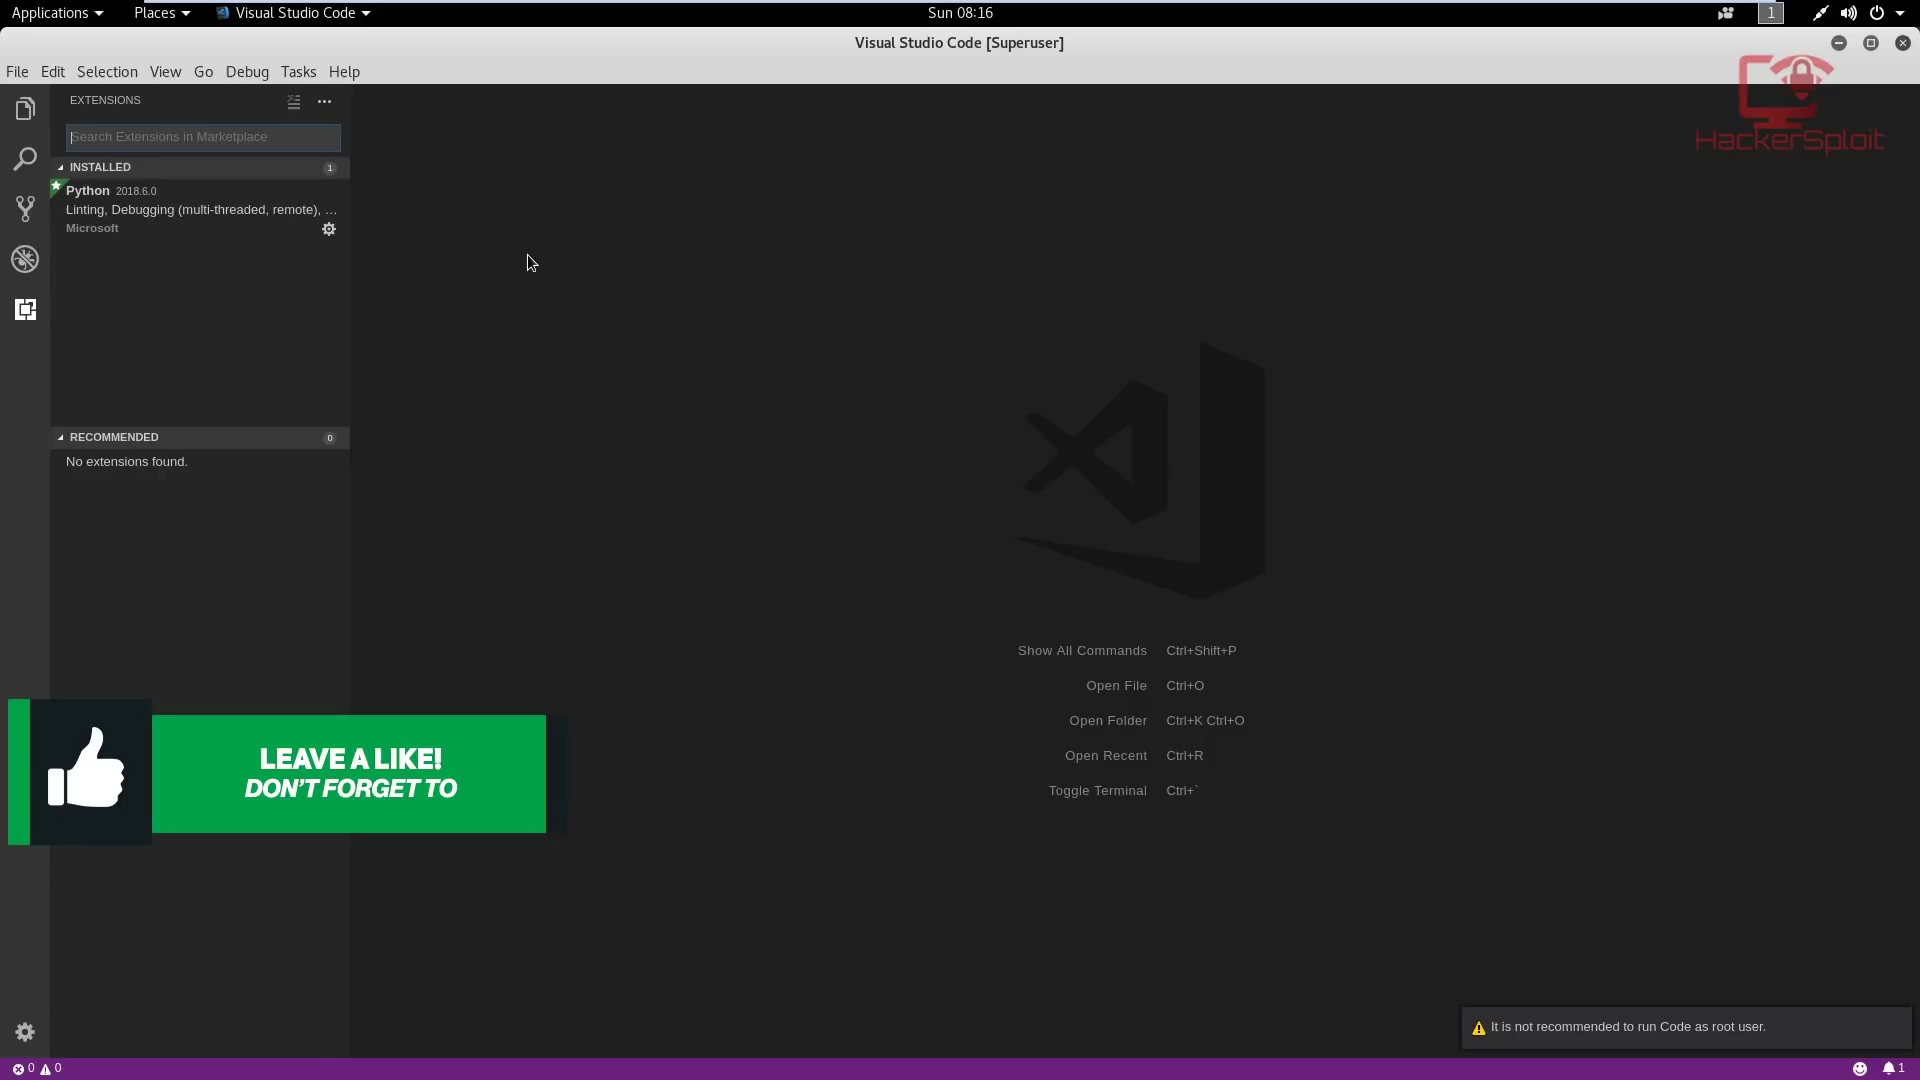 Applications Places Visual Studio Code Sun 08:16 1
Visual Studio Code [Superuser]
File Edit Selection View Go Debug Tasks Help
HackerSploit
EXTENSIONS
Search Extensions in Marketplace
INSTALLED 1
Python 2018.6.0
Linting, Debugging (multi-threaded, remote), ...
Microsoft
RECOMMENDED 0
No extensions found.
Show All Commands Ctrl+Shift+P
Open File Ctrl+O
Open Folder Ctrl+K Ctrl+O
Open Recent Ctrl+R
Toggle Terminal Ctrl+`
LEAVE A LIKE!
DON'T FORGET TO
It is not recommended to run Code as root user.
0 0 1